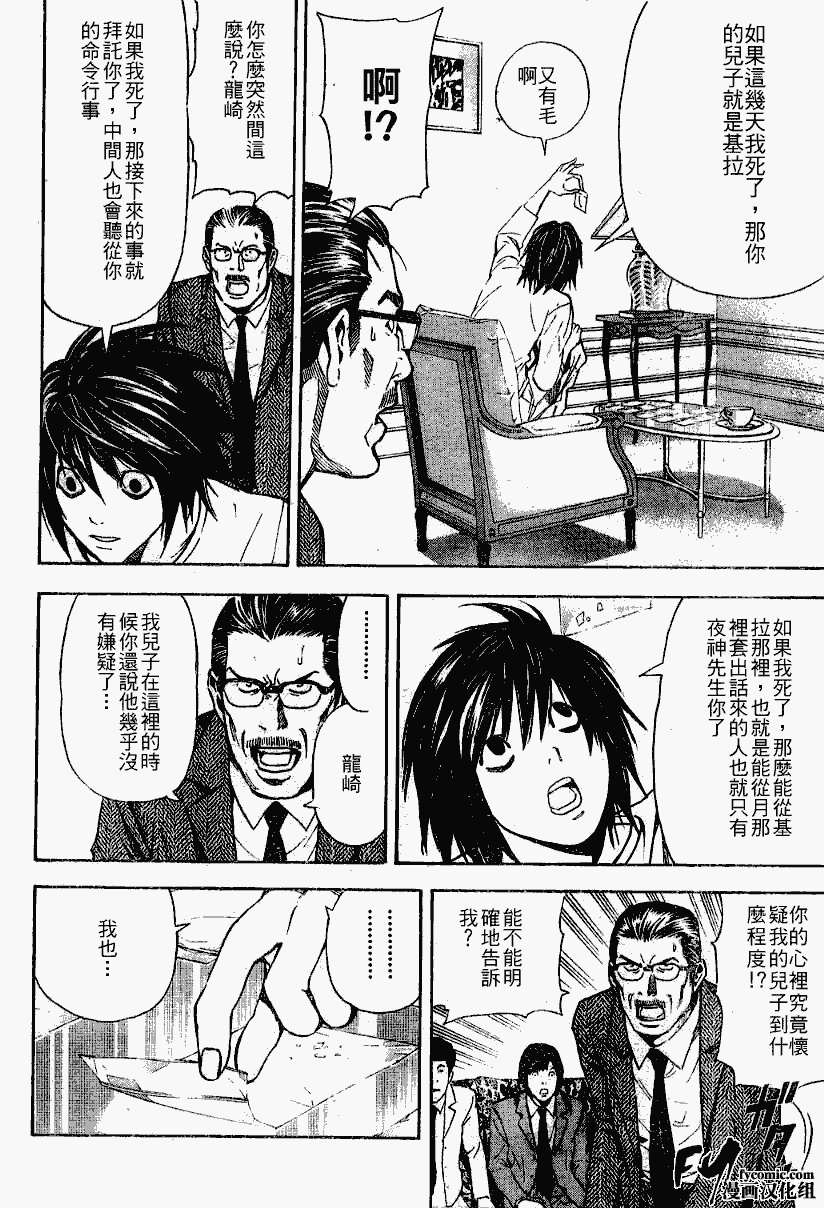 如果這幾天我死了，那你
的兒子就是基拉
又有毛
啊
啊!?
你怎麼突然間這
麼說？龍崎
如果我死了，那接下來的事就
拜託你了，中間人也會聽從你
的命令行事
如果我死了，那麼能從基
拉那裡，也就是能從月那
裡套出話來的人也就只有
夜神先生你了
………
龍崎
我兒子在這裡的時
候你還說他幾乎沒
有嫌疑了…
你的心裡究竟懷
疑我的兒子到什
麼程度!?
能不能明
確地告訴
我？
ガタ
………
我也…
FY
fycomic.com
漫画汉化组